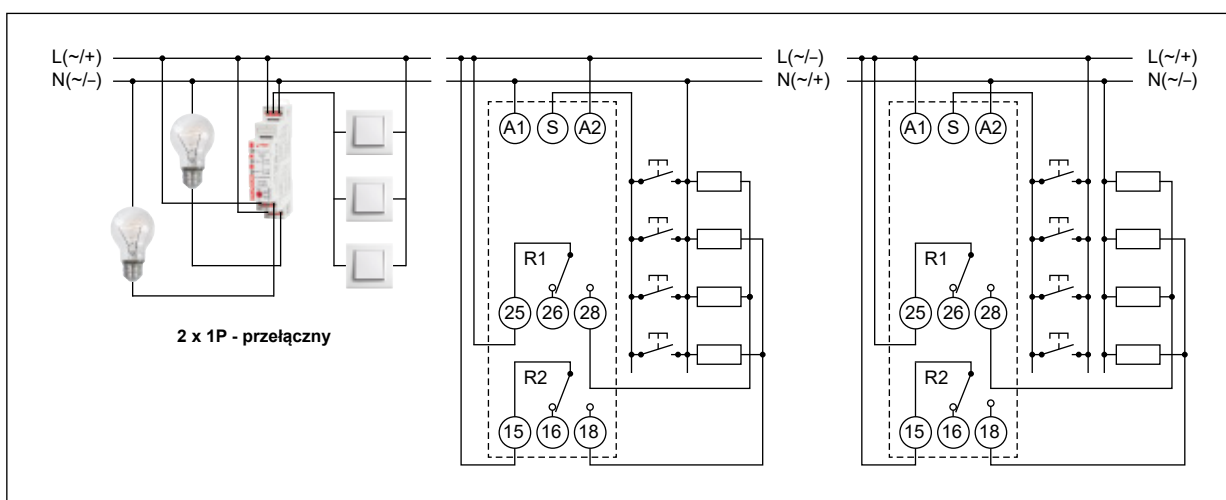 L(~/+)
N(~/–)
2 x 1P - przełączny
A1 S A2
R1
25 26 28
R2
15 16 18
L(~/–)
N(~/+)
A1 S A2
R1
25 26 28
R2
15 16 18
L(~/+)
N(~/–)